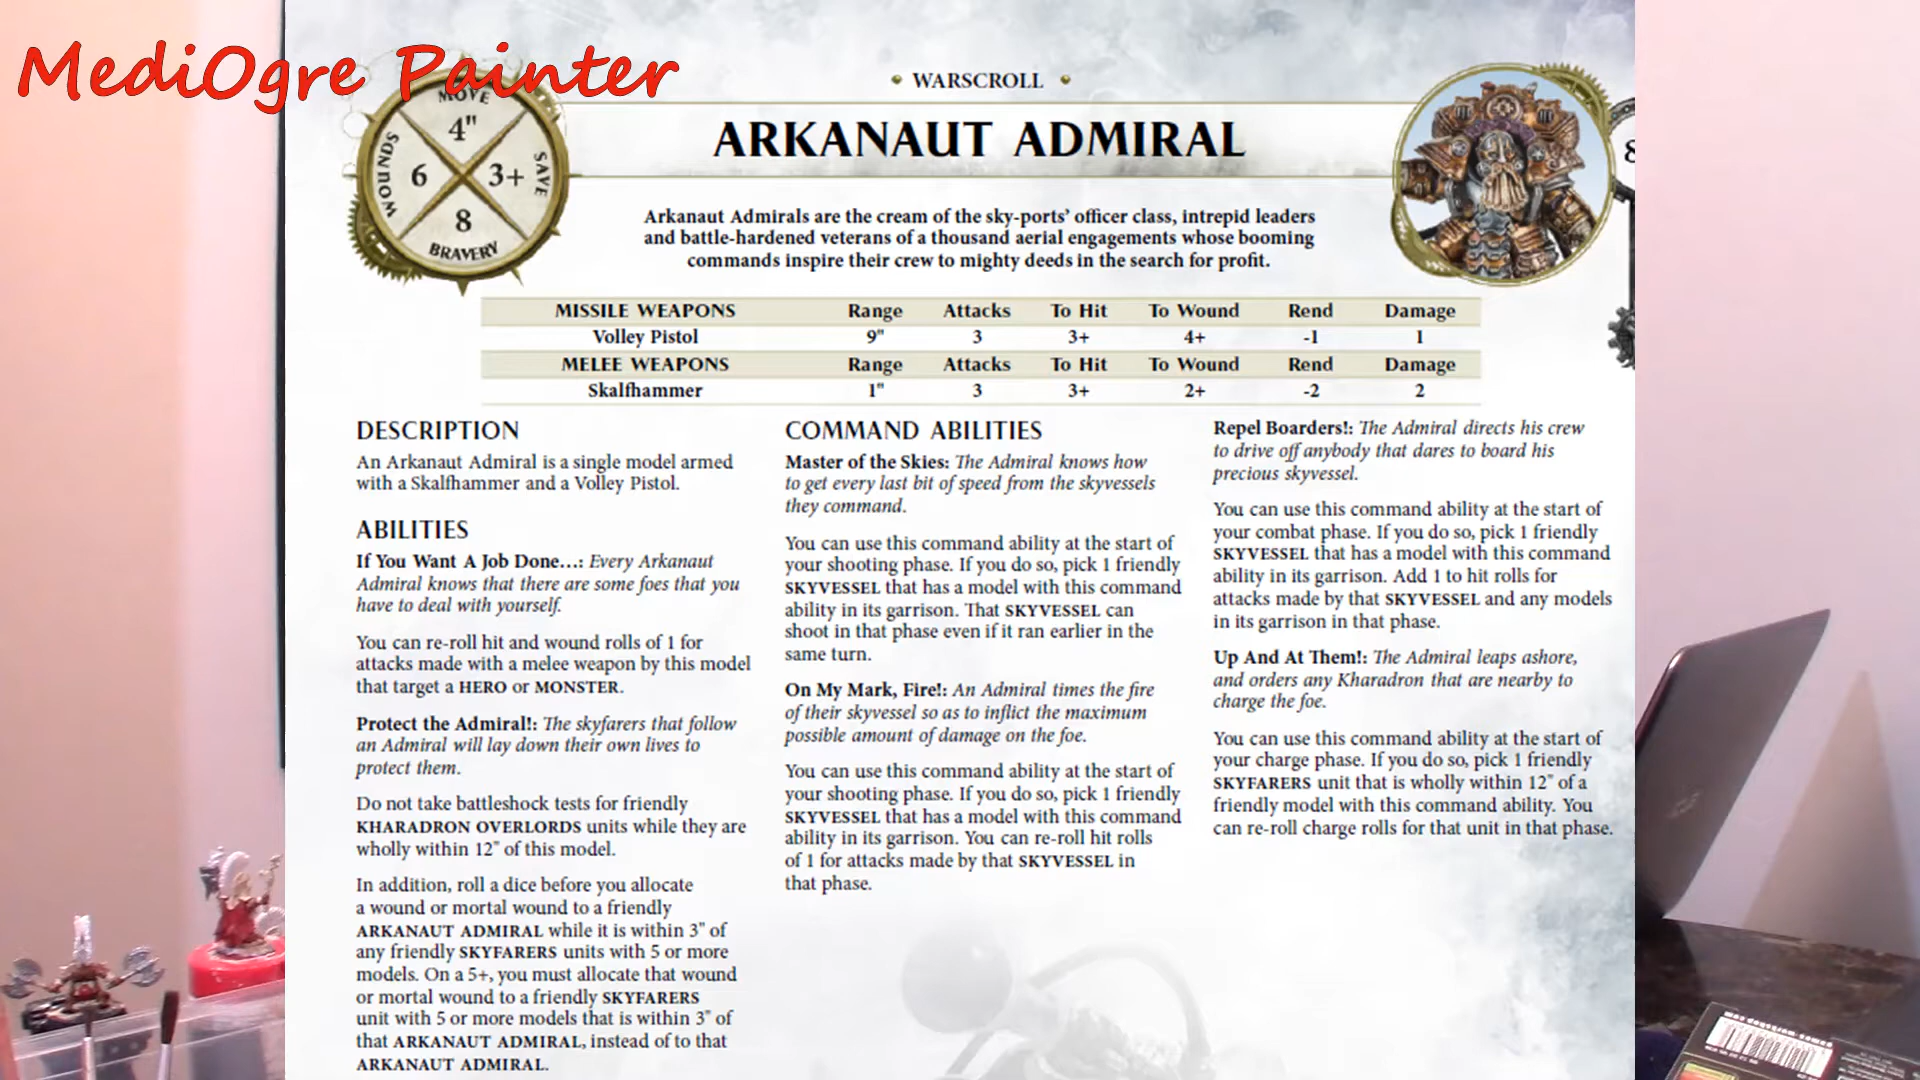 MediOgre Painter
WARSCROLL
ARKANAUT ADMIRAL
MOVE
4"
WOUNDS
6
3+
SAVE
8
BRAVERY
Arkanaut Admirals are the cream of the sky-ports' officer class, intrepid leaders
and battle-hardened veterans of a thousand aerial engagements whose booming
commands inspire their crew to mighty deeds in the search for profit.
MISSILE WEAPONS Range Attacks To Hit To Wound Rend Damage
Volley Pistol 9" 3 3+ 4+ -1 1
MELEE WEAPONS Range Attacks To Hit To Wound Rend Damage
Skalfhammer 1" 3 3+ 2+ -2 2
DESCRIPTION
An Arkanaut Admiral is a single model armed
with a Skalfhammer and a Volley Pistol.
ABILITIES
If You Want A Job Done...: Every Arkanaut
Admiral knows that there are some foes that you
have to deal with yourself.
You can re-roll hit and wound rolls of 1 for
attacks made with a melee weapon by this model
that target a HERO or MONSTER.
Protect the Admiral!: The skyfarers that follow
an Admiral will lay down their own lives to
protect them.
Do not take battleshock tests for friendly
KHARADRON OVERLORDS units while they are
wholly within 12" of this model.
In addition, roll a dice before you allocate
a wound or mortal wound to a friendly
ARKANAUT ADMIRAL while it is within 3" of
any friendly SKYFARERS units with 5 or more
models. On a 5+, you must allocate that wound
or mortal wound to a friendly SKYFARERS
unit with 5 or more models that is within 3" of
that ARKANAUT ADMIRAL, instead of to that
ARKANAUT ADMIRAL.
COMMAND ABILITIES
Master of the Skies: The Admiral knows how
to get every last bit of speed from the skyvessels
they command.
You can use this command ability at the start of
your shooting phase. If you do so, pick 1 friendly
SKYVESSEL that has a model with this command
ability in its garrison. That SKYVESSEL can
shoot in that phase even if it ran earlier in the
same turn.
On My Mark, Fire!: An Admiral times the fire
of their skyvessel so as to inflict the maximum
possible amount of damage on the foe.
You can use this command ability at the start of
your shooting phase. If you do so, pick 1 friendly
SKYVESSEL that has a model with this command
ability in its garrison. You can re-roll hit rolls
of 1 for attacks made by that SKYVESSEL in
that phase.
Repel Boarders!: The Admiral directs his crew
to drive off anybody that dares to board his
precious skyvessel.
You can use this command ability at the start of
your combat phase. If you do so, pick 1 friendly
SKYVESSEL that has a model with this command
ability in its garrison. Add 1 to hit rolls for
attacks made by that SKYVESSEL and any models
in its garrison in that phase.
Up And At Them!: The Admiral leaps ashore,
and orders any Kharadron that are nearby to
charge the foe.
You can use this command ability at the start of
your charge phase. If you do so, pick 1 friendly
SKYFARERS unit that is wholly within 12" of a
friendly model with this command ability. You
can re-roll charge rolls for that unit in that phase.